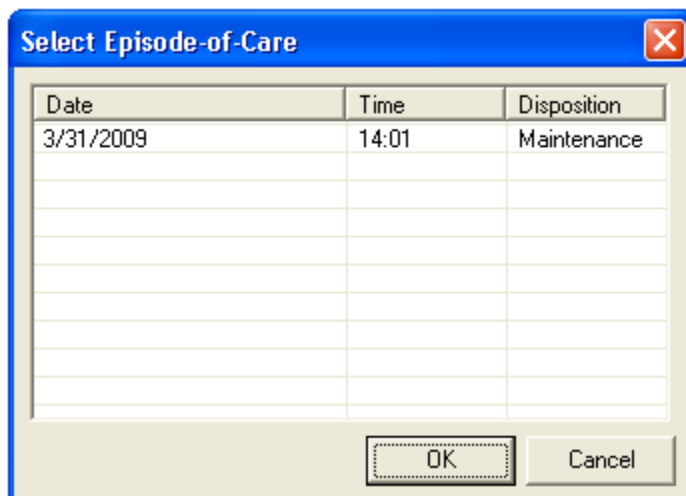 Select Episode-of-Care
Date Time Disposition
3/31/2009 14:01 Maintenance
OK Cancel